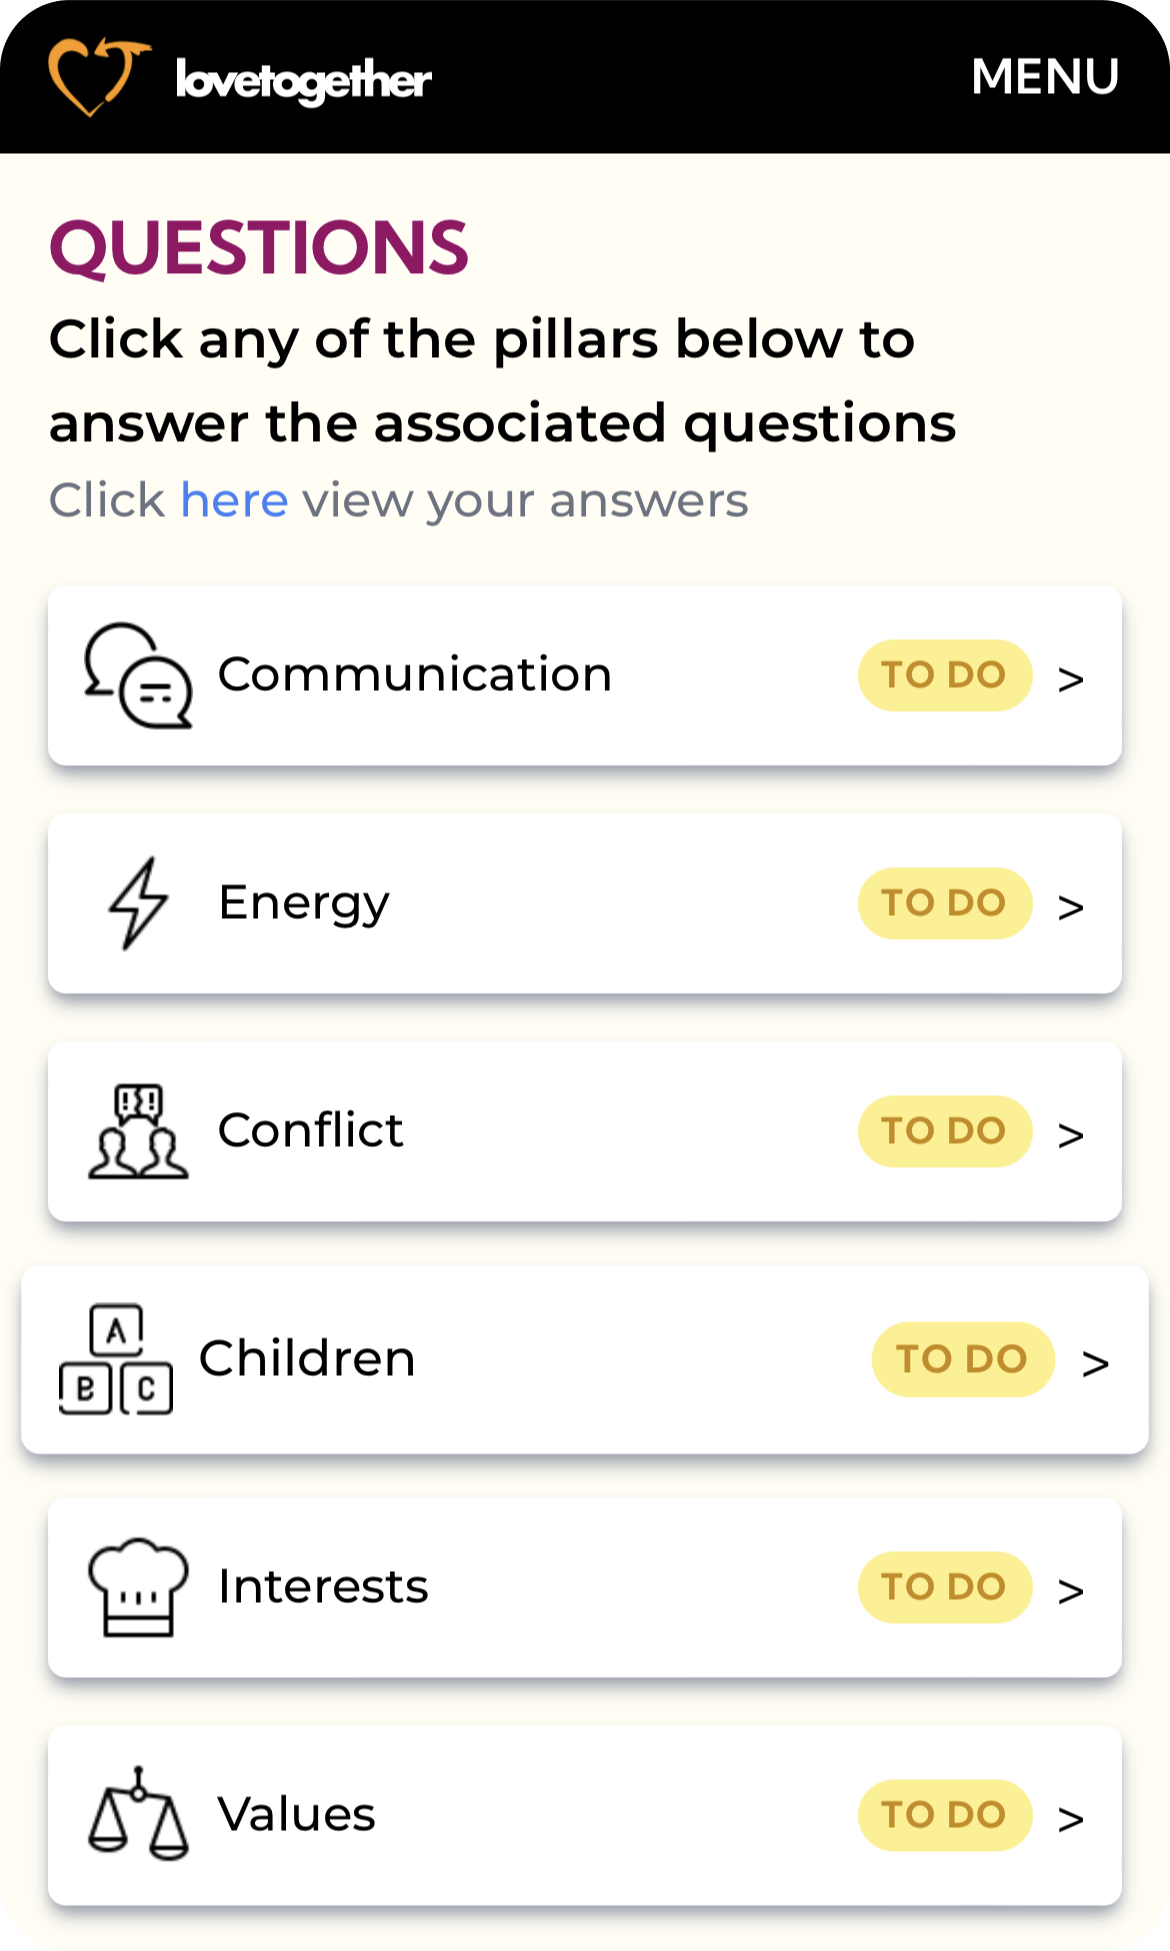 lovetogether
MENU
QUESTIONS
Click any of the pillars below to
answer the associated questions
Click here view your answers
Communication TO DO >
Energy TO DO >
!! Conflict TO DO >
A
B C Children TO DO >
Interests TO DO >
Values TO DO >